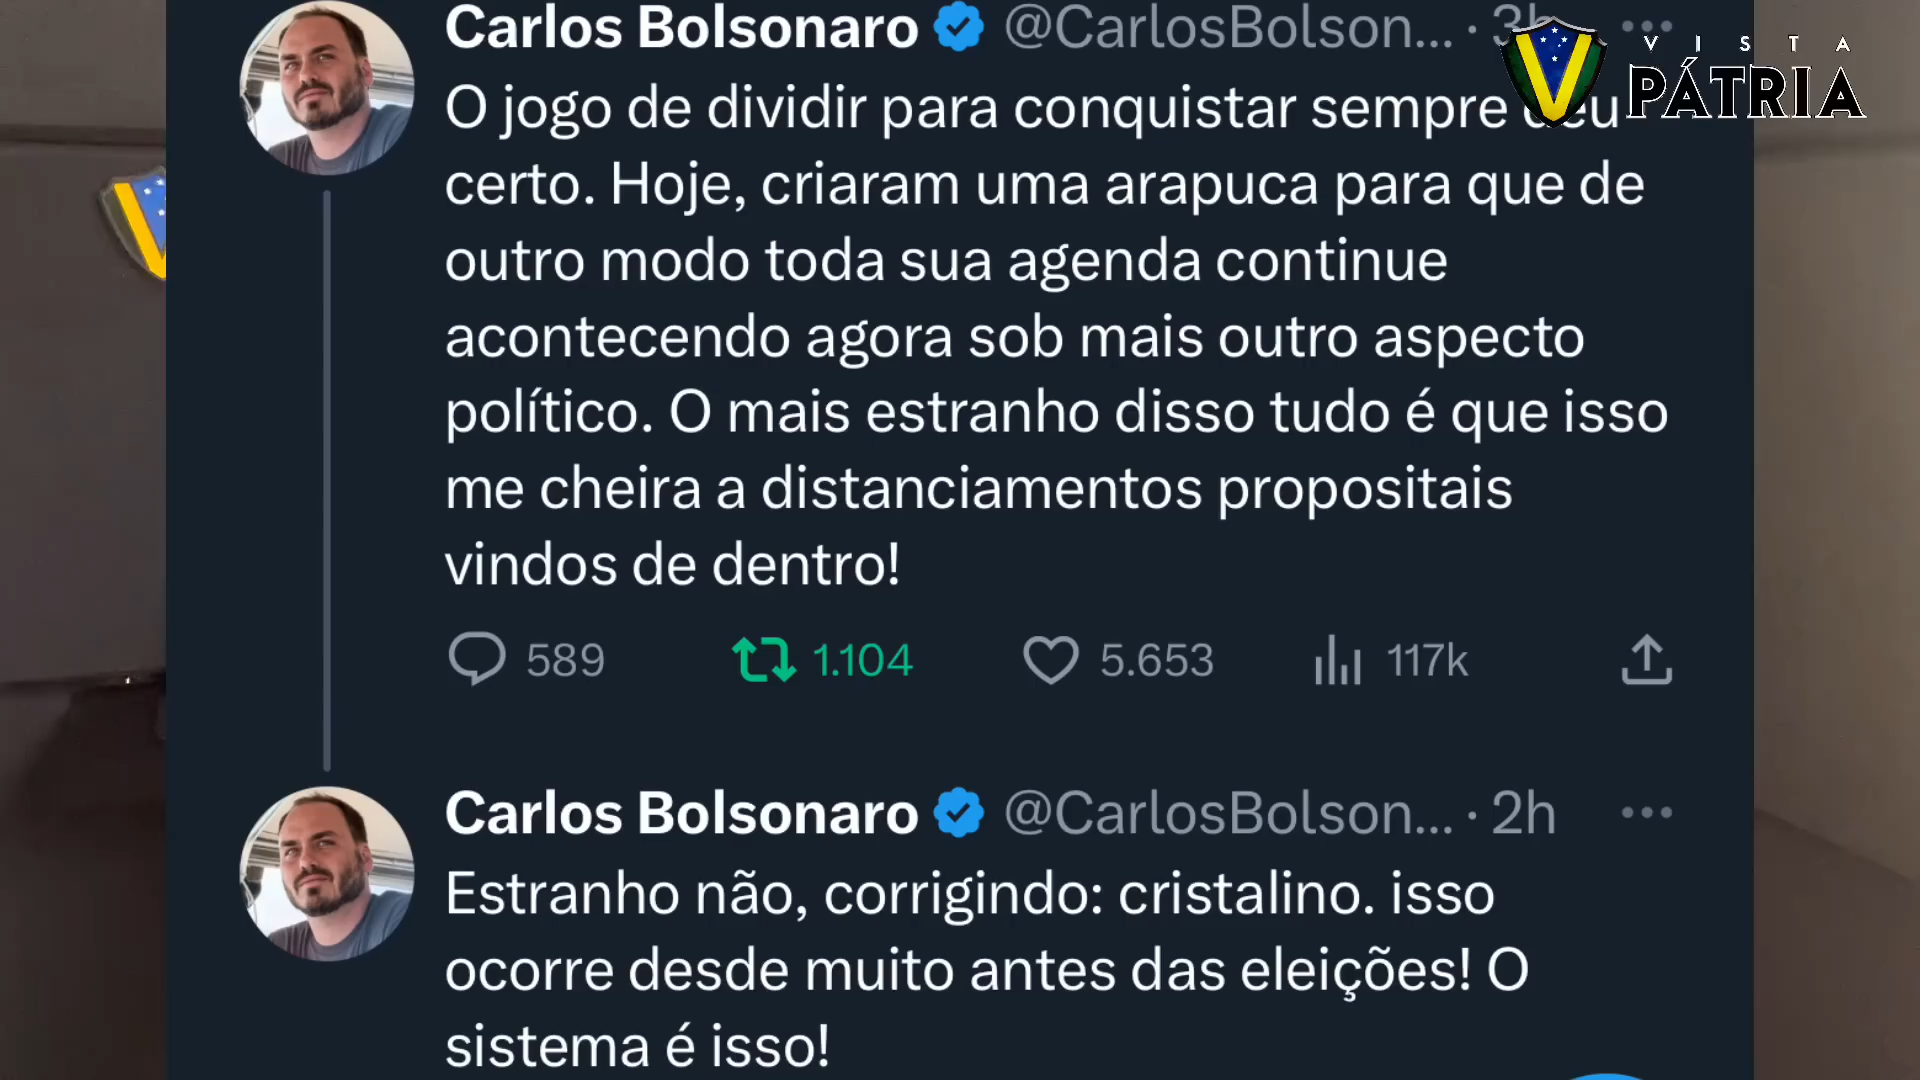 Carlos Bolsonaro @CarlosBolson... · 3h
VISTA
PÁTRIA
O jogo de dividir para conquistar sempre deu
certo. Hoje, criaram uma arapuca para que de
outro modo toda sua agenda continue
acontecendo agora sob mais outro aspecto
político. O mais estranho disso tudo é que isso
me cheira a distanciamentos propositais
vindos de dentro!
589 1.104 5.653 117k
Carlos Bolsonaro @CarlosBolson... · 2h
Estranho não, corrigindo: cristalino. isso
ocorre desde muito antes das eleições! O
sistema é isso!